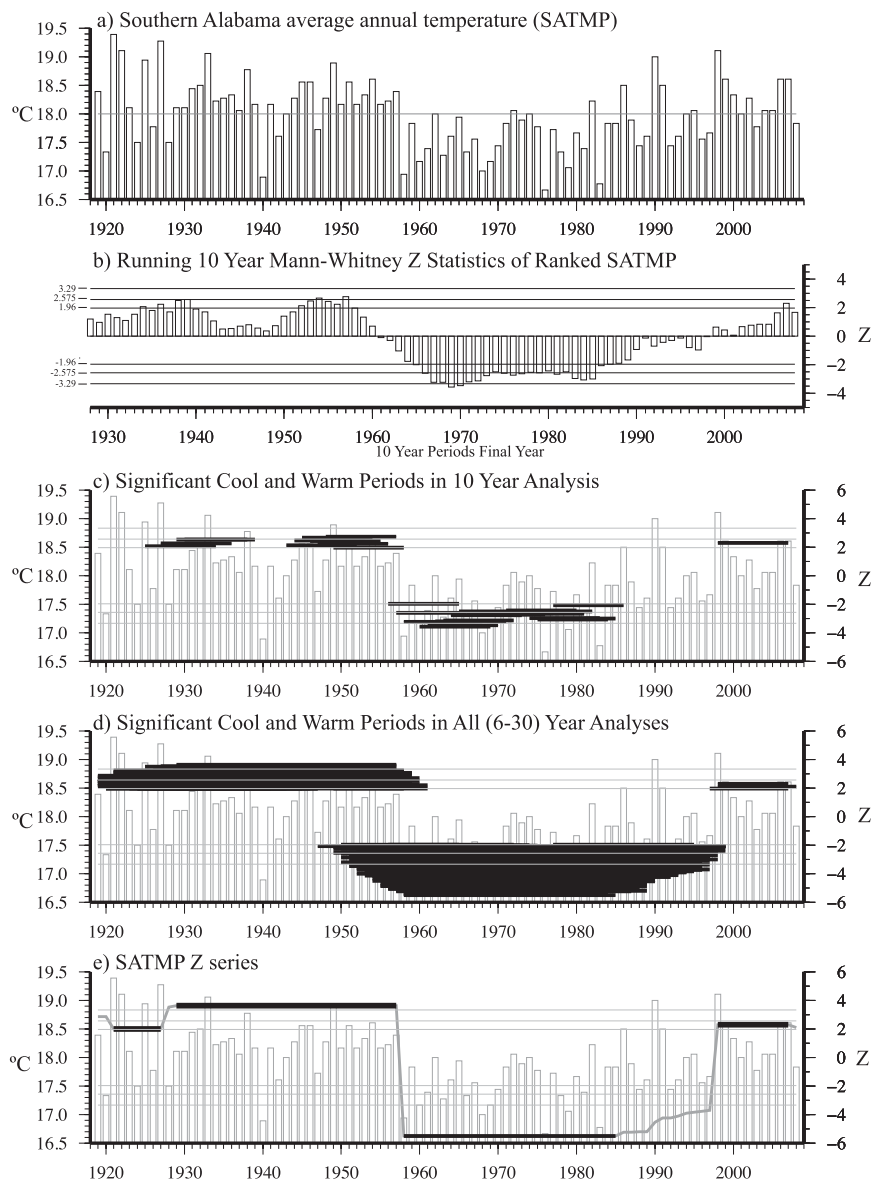 a) Southern Alabama average annual temperature (SATMP)
19.5
19.0
18.5
ºC 18.0
17.5
17.0
16.5
1920 1930 1940 1950 1960 1970 1980 1990 2000
b) Running 10 Year Mann-Whitney Z Statistics of Ranked SATMP
3.29
2.575
1.96
-1.96
-2.575
-3.29
4
2
0 Z
−2
−4
1930 1940 1950 1960 1970 1980 1990 2000
10 Year Periods Final Year
c) Significant Cool and Warm Periods in 10 Year Analysis
19.5 6
19.0 4
18.5 2
ºC 18.0 0 Z
17.5 −2
17.0 −4
16.5 −6
1920 1930 1940 1950 1960 1970 1980 1990 2000
d) Significant Cool and Warm Periods in All (6-30) Year Analyses
19.5 6
19.0 4
18.5 2
ºC 18.0 0 Z
17.5 −2
17.0 −4
16.5 −6
1920 1930 1940 1950 1960 1970 1980 1990 2000
e) SATMP Z series
19.5 6
19.0 4
18.5 2
ºC 18.0 0 Z
17.5 −2
17.0 −4
16.5 −6
1920 1930 1940 1950 1960 1970 1980 1990 2000